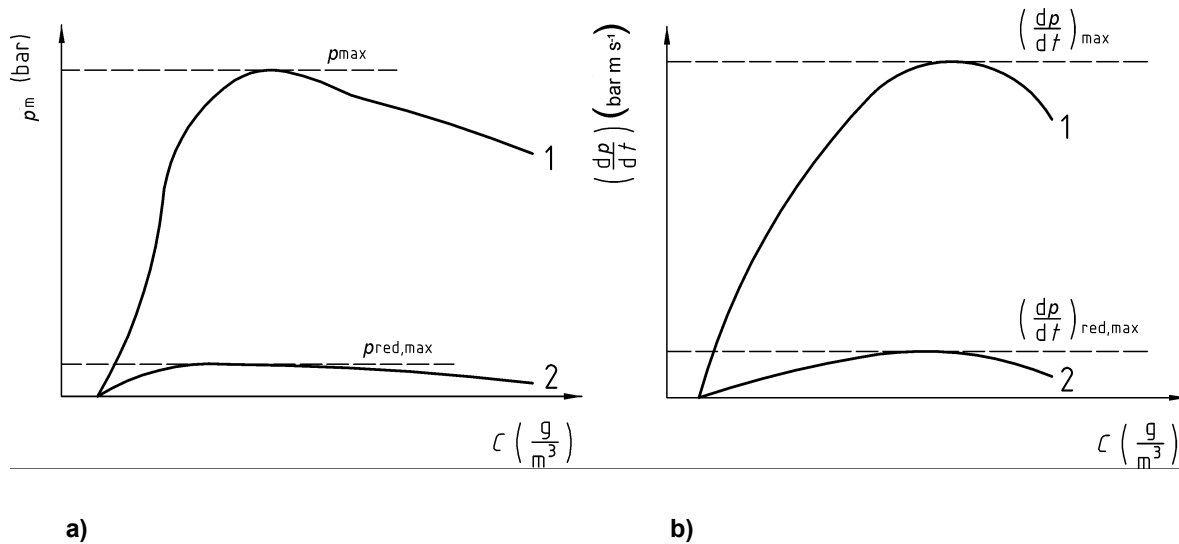 pm (bar)
pmax
1
pred,max
2
C (g/m³)
a)
(dp/dt) (bar m s-1)
(dp/dt)max
1
(dp/dt)red,max
2
C (g/m³)
b)